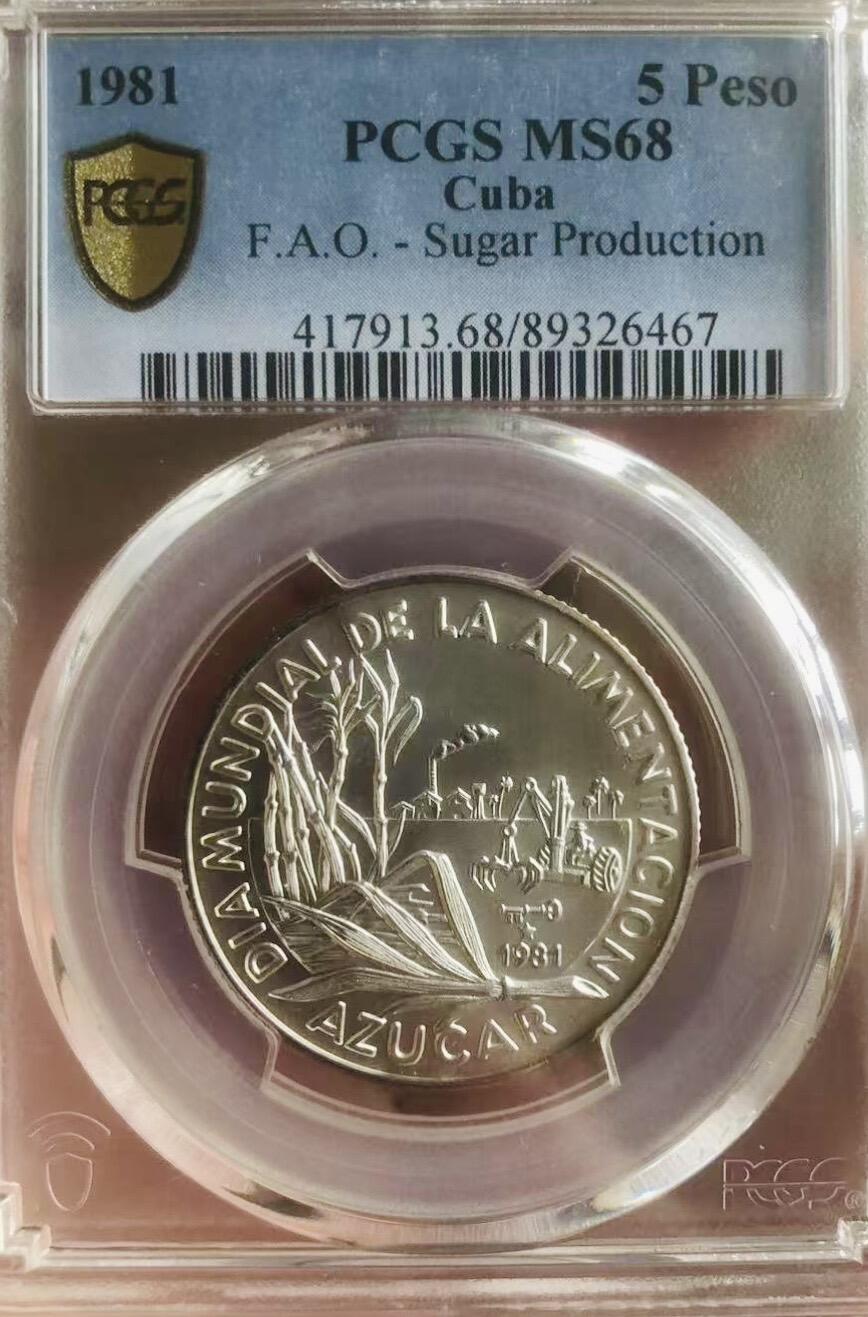 1981
5 Peso
PCGS MS68
PCGS
Cuba
F.A.O. - Sugar Production
417913.68/89326467
DIA MUNDIAL DE LA ALIMENTACION
1981
AZUCAR
PCGS